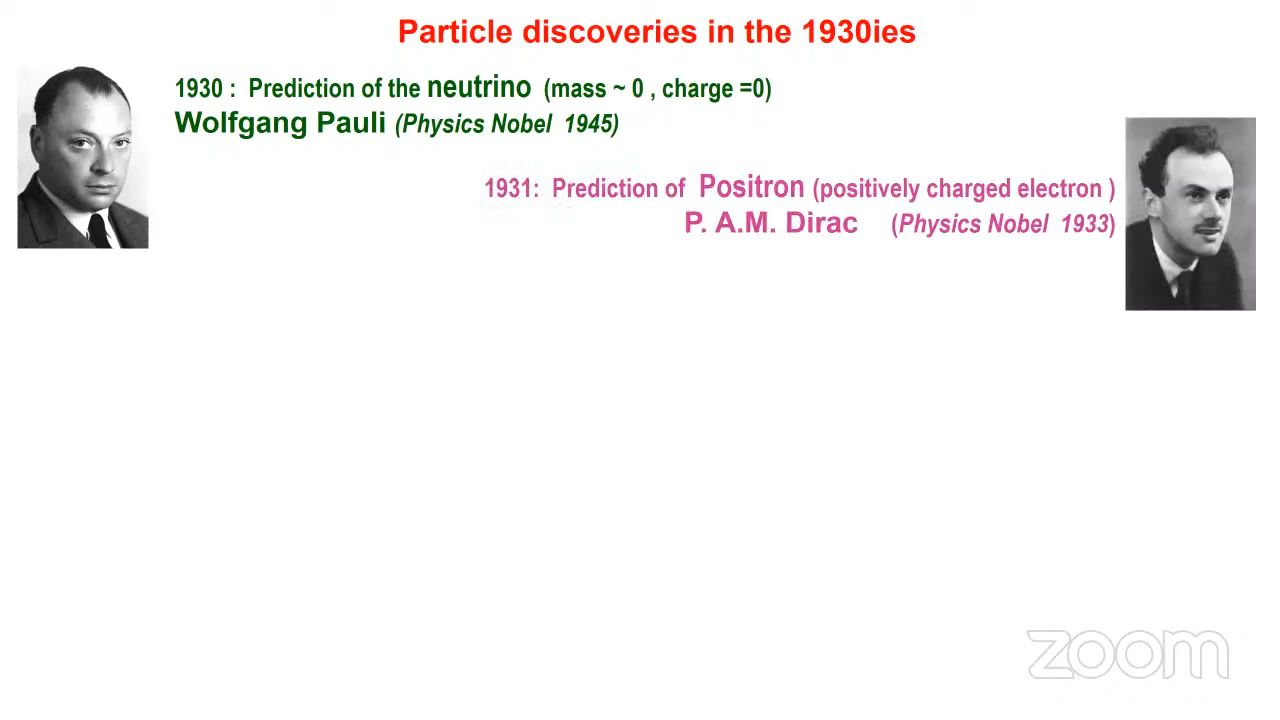 Particle discoveries in the 1930ies
1930 : Prediction of the neutrino (mass ~ 0 , charge =0)
Wolfgang Pauli (Physics Nobel 1945)
1931: Prediction of Positron (positively charged electron )
P. A.M. Dirac (Physics Nobel 1933)
zoom